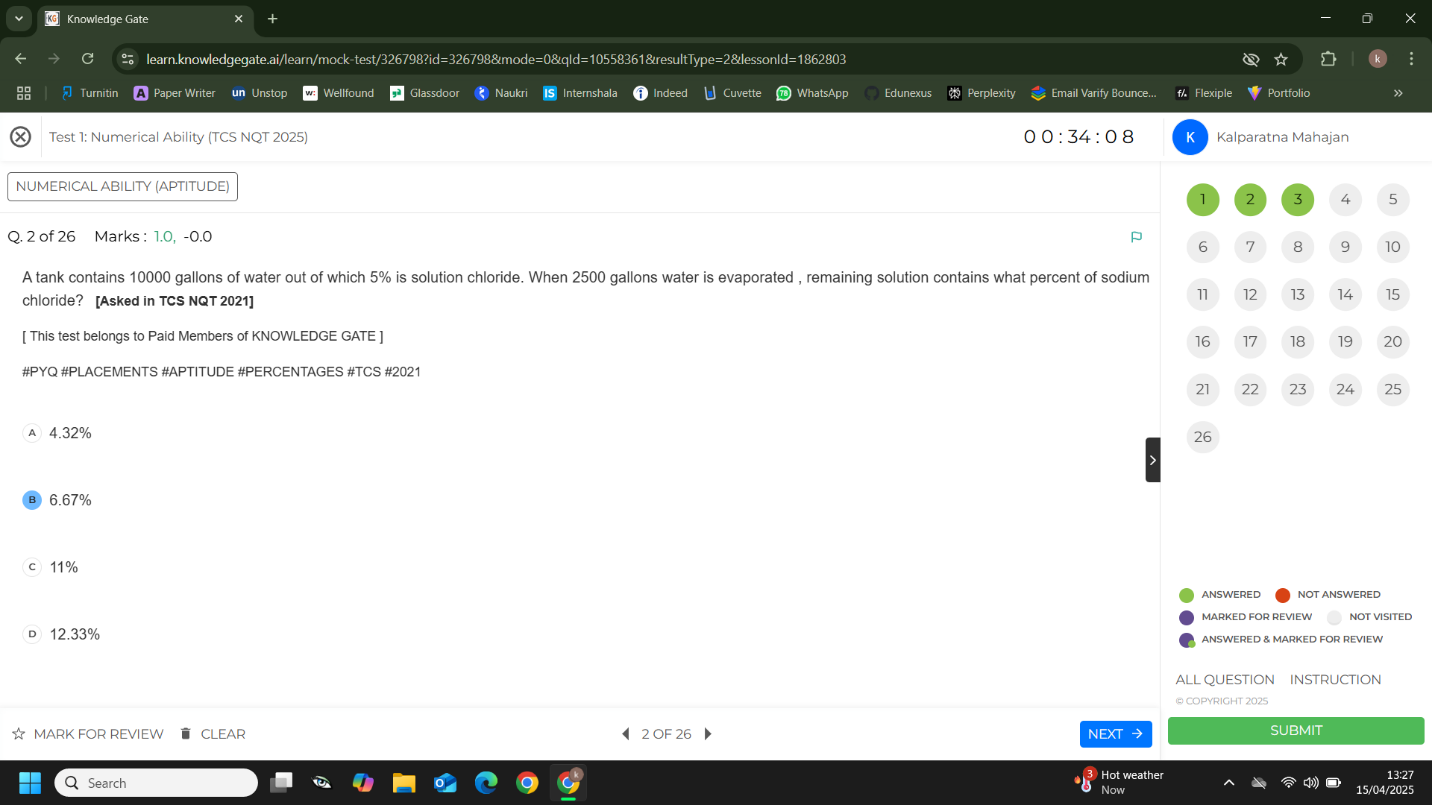 Knowledge Gate
learn.knowledgegate.ai/learn/mock-test/326798?id=326798&mode=0&qId=10558361&resultType=2&lessonId=1862803
k
Turnitin
A Paper Writer
un Unstop
w: Wellfound
Glassdoor
Naukri
IS Internshala
Indeed
Cuvette
78 WhatsApp
Edunexus
Perplexity
Email Varify Bounce...
f/. Flexiple
Portfolio
Test 1: Numerical Ability (TCS NQT 2025)
00:34:08
K Kalparatna Mahajan
NUMERICAL ABILITY (APTITUDE)
Q. 2 of 26 Marks : 1.0, -0.0
A tank contains 10000 gallons of water out of which 5% is solution chloride. When 2500 gallons water is evaporated , remaining solution contains what percent of sodium
chloride? [Asked in TCS NQT 2021]
[ This test belongs to Paid Members of KNOWLEDGE GATE ]
#PYQ #PLACEMENTS #APTITUDE #PERCENTAGES #TCS #2021
A 4.32%
B 6.67%
C 11%
D 12.33%
MARK FOR REVIEW
CLEAR
2 OF 26
NEXT
1 2 3 4 5
6 7 8 9 10
11 12 13 14 15
16 17 18 19 20
21 22 23 24 25
26
ANSWERED NOT ANSWERED
MARKED FOR REVIEW NOT VISITED
ANSWERED & MARKED FOR REVIEW
ALL QUESTION INSTRUCTION
© COPYRIGHT 2025
SUBMIT
Search
3
Hot weather
Now
13:27
15/04/2025